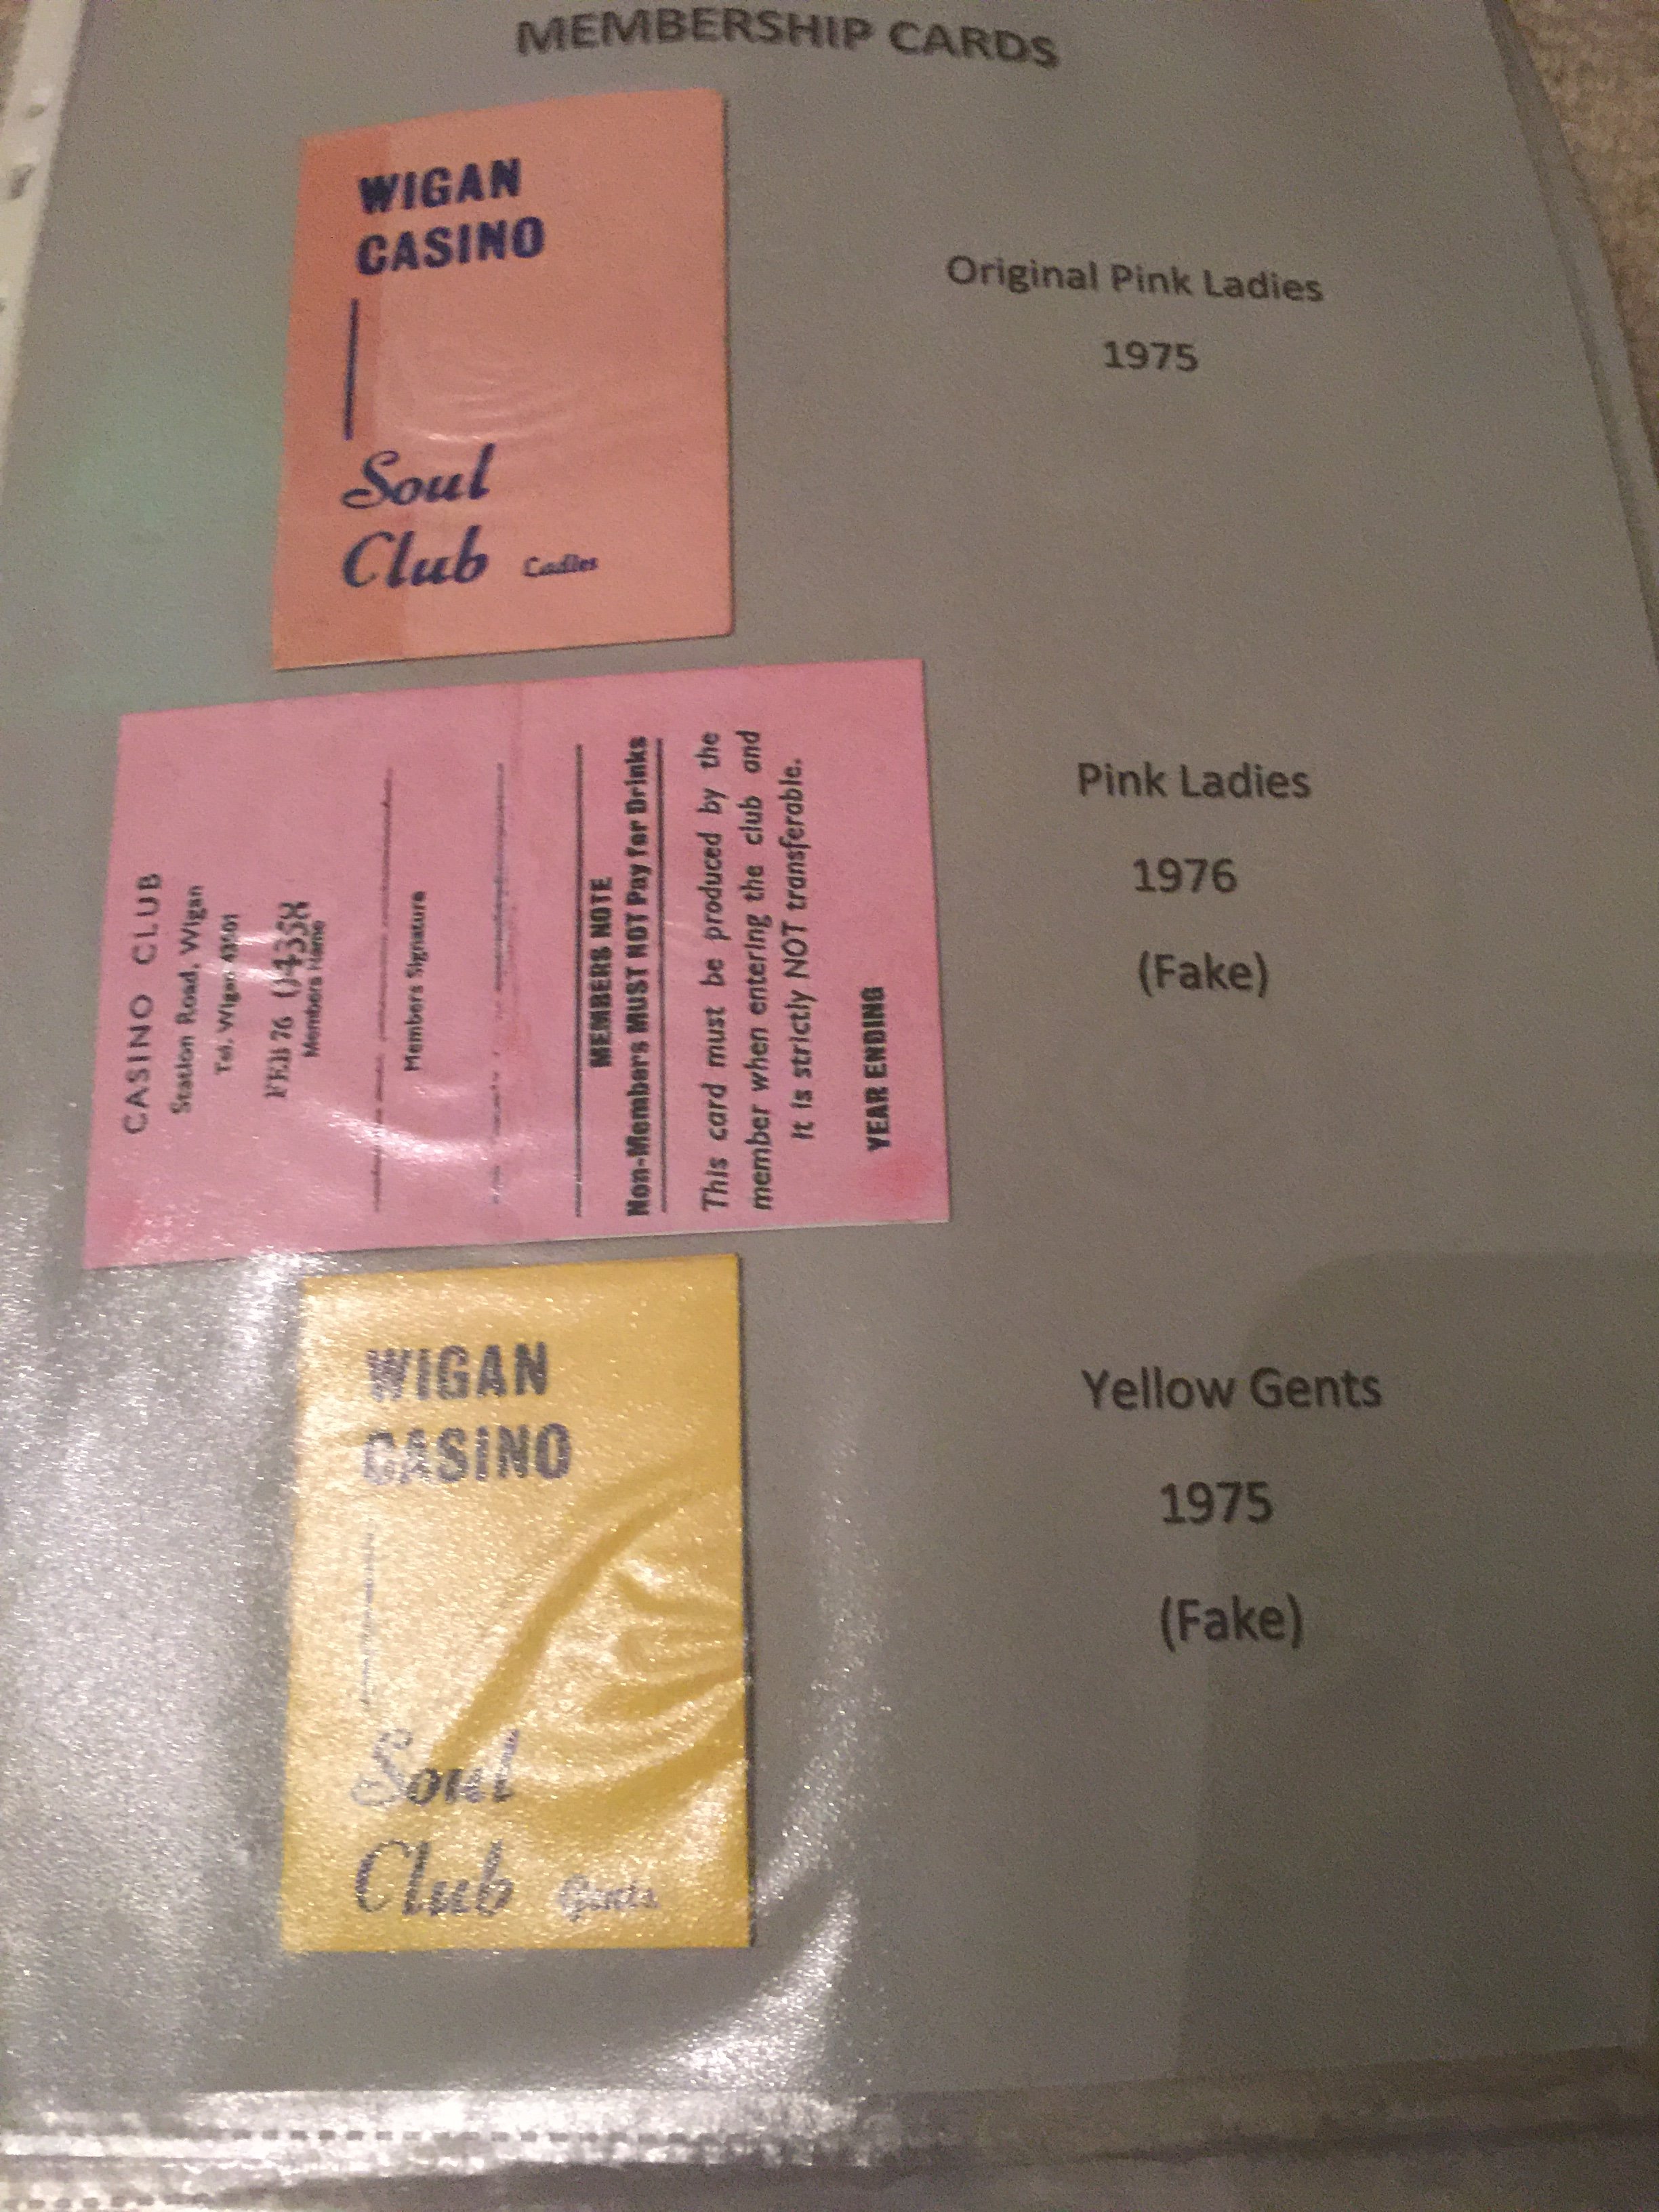 MEMBERSHIP CARDS
WIGAN
CASINO
Soul
Club Ladies
Original Pink Ladies
1975
CASINO CLUB
Station Road, Wigan
Tel. Wigan
FEB 76
Members Name
Members Signature
MEMBERS NOTE
Non-Members MUST NOT Pay for Drinks
This card must be produced by the
member when entering the club and
It is strictly NOT transferable.
YEAR ENDING
Pink Ladies
1976
(Fake)
WIGAN
CASINO
Soul
Club Gents
Yellow Gents
1975
(Fake)